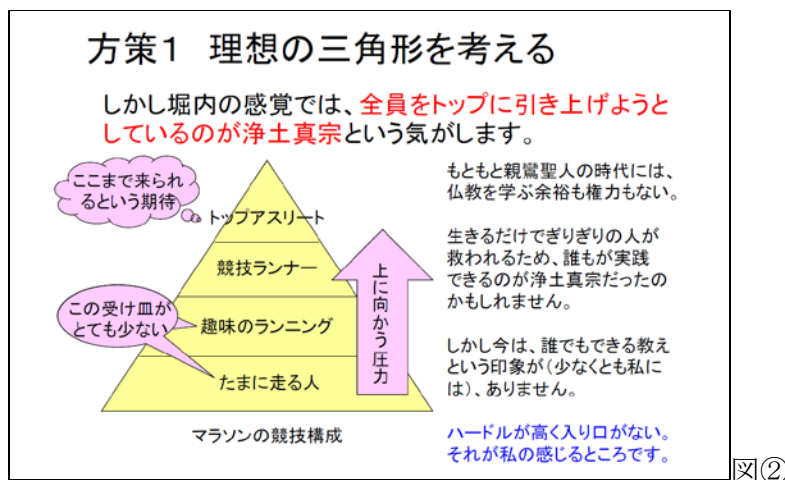 方策1 理想の三角形を考える
しかし堀内の感覚では、全員をトップに引き上げようと
しているのが浄土真宗という気がします。
ここまで来られ
るという期待
トップアスリート
競技ランナー
趣味のランニング
たまに走る人
この受け皿が
とても少ない
上に向かう圧力
マラソンの競技構成
もともと親鸞聖人の時代には、
仏教を学ぶ余裕も権力もない。
生きるだけでぎりぎりの人が
救われるため、誰もが実践
できるのが浄土真宗だったの
かもしれません。
しかし今は、誰でもできる教え
という印象が(少なくとも私に
は)、ありません。
ハードルが高く入り口がない。
それが私の感じるところです。
図②